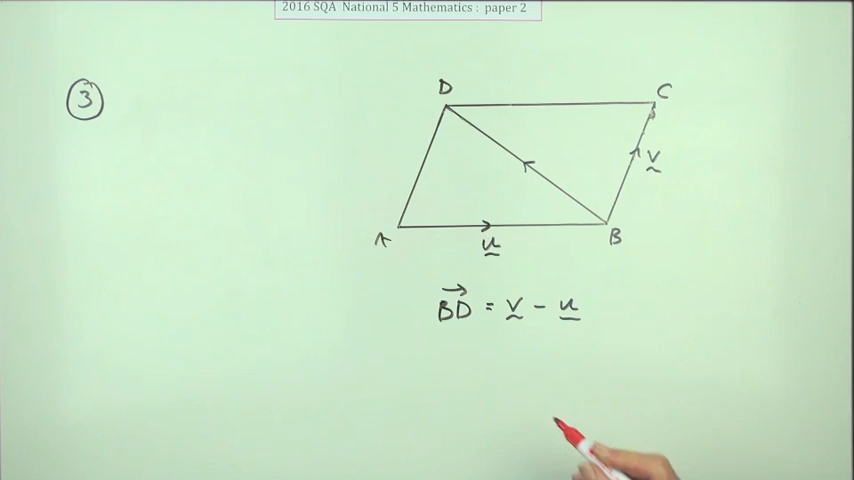 2016 SQA National 5 Mathematics : paper 2
3
D
C
v
A
u
B
BD = v - u